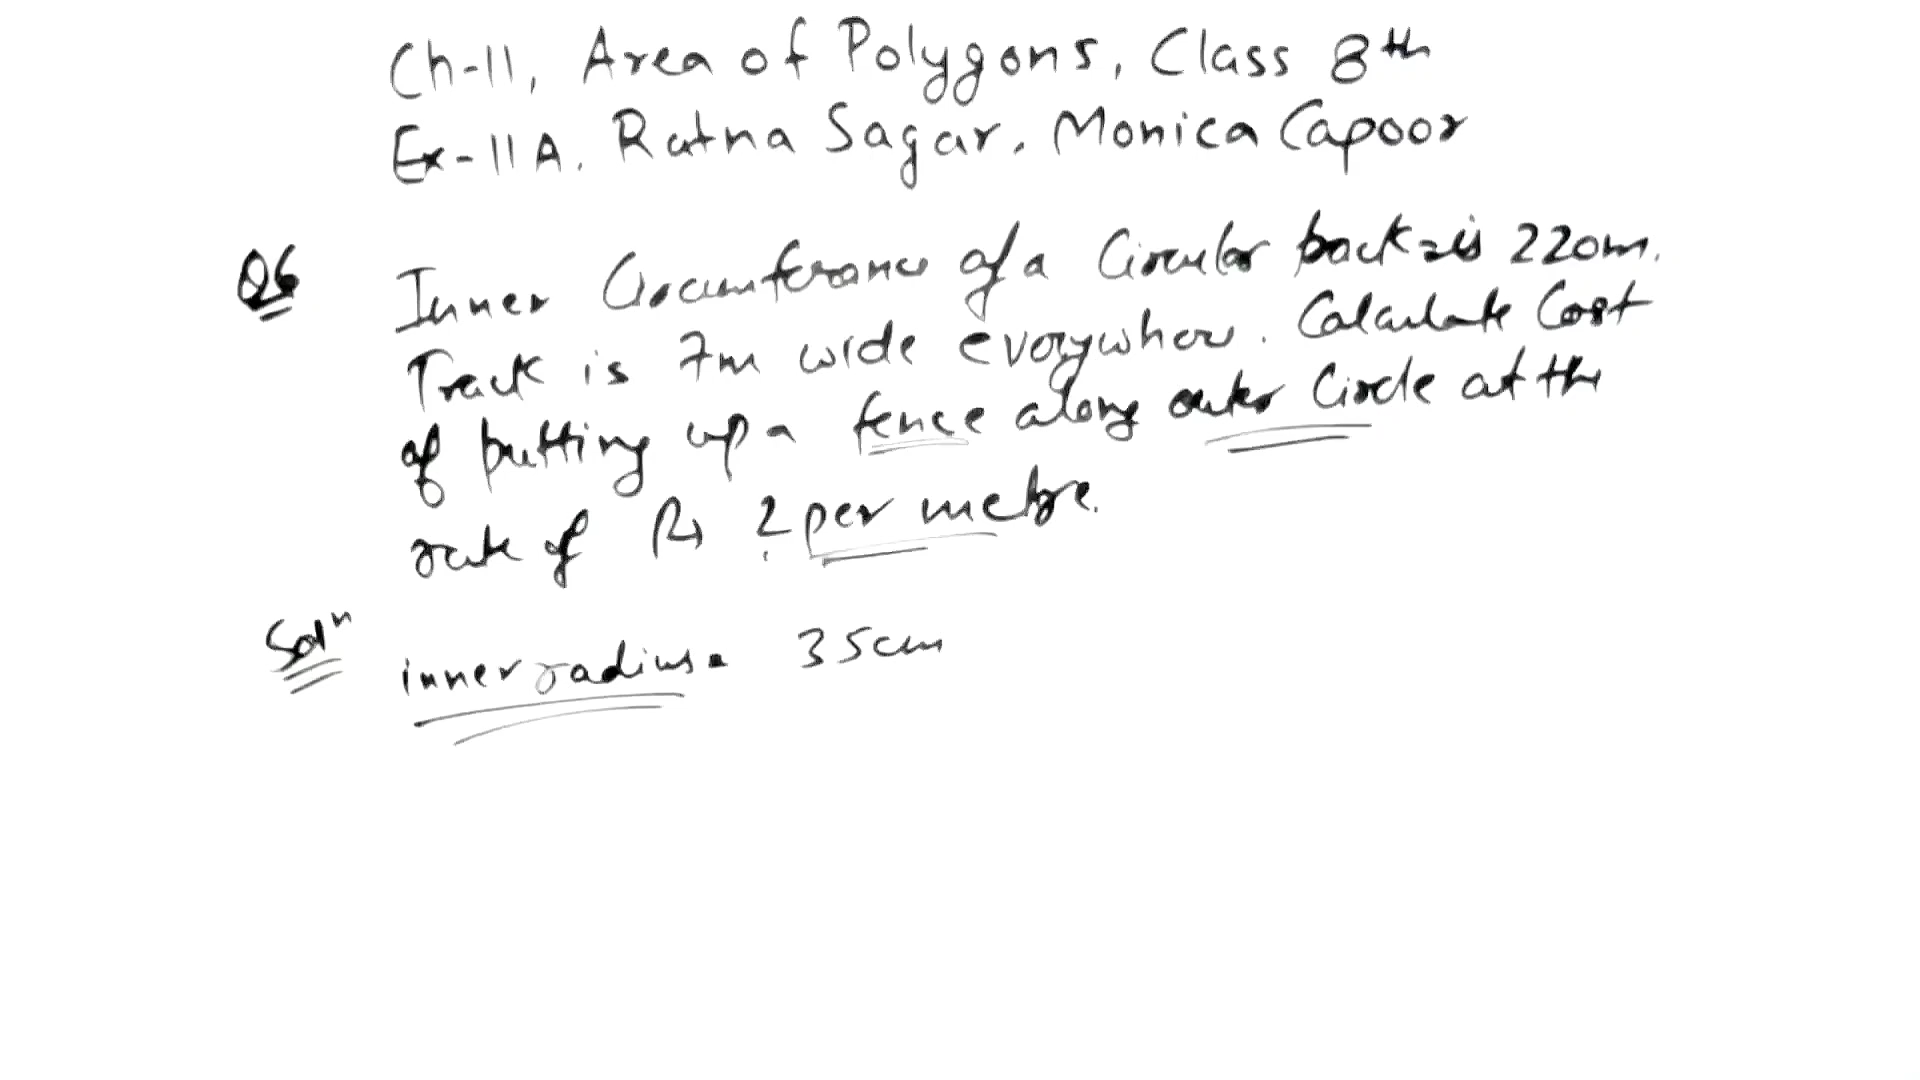 Ch-11, Area of Polygons, Class 8th
Ex-11A. Ratna Sagar. Monica Capoor
Q6 Inner Circumference of a Circular track is 220m.
Track is 7m wide everywhere. Calculate Cost
of putting up a fence along outer Circle at the
rate of Rs 2 per metre.
Soln inner radius = 35cm